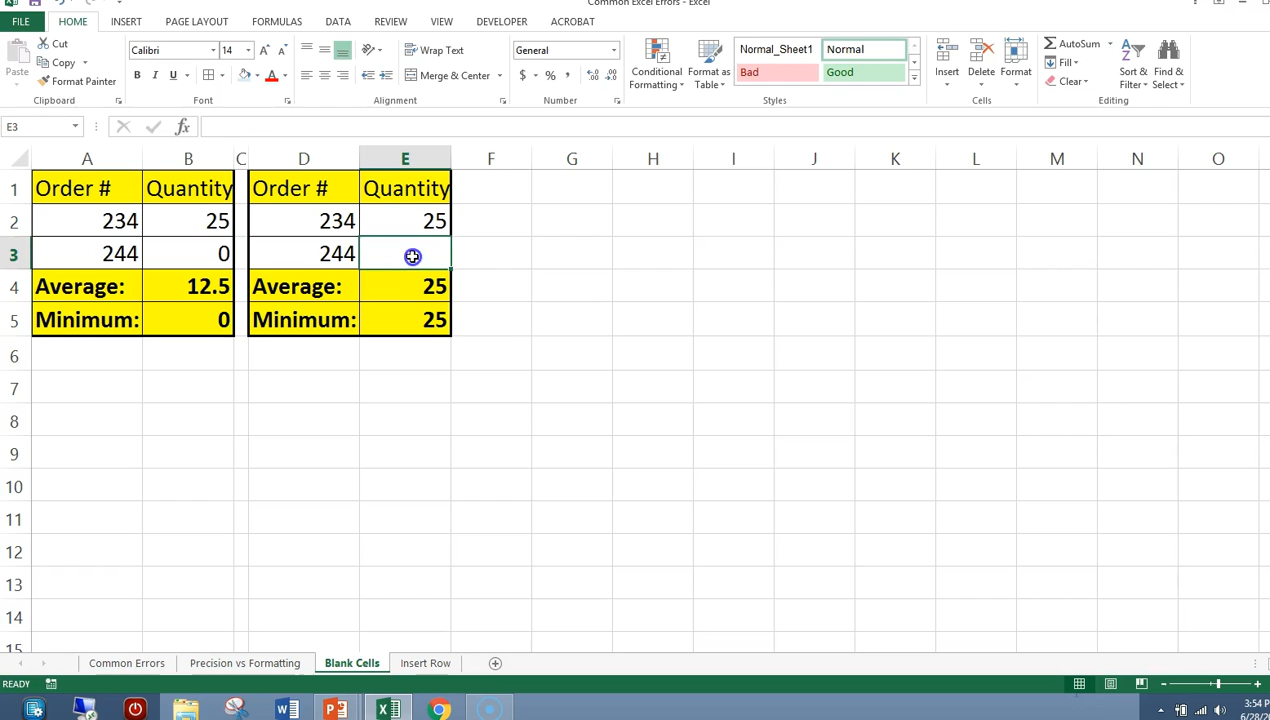 Common Excel Errors - Excel
FILE HOME INSERT PAGE LAYOUT FORMULAS DATA REVIEW VIEW DEVELOPER ACROBAT
Paste
Cut
Copy
Format Painter
Clipboard
Calibri 14
B I U
Font
Wrap Text
Merge & Center
Alignment
General
$ % ,
Number
Conditional Formatting
Format as Table
Normal_Sheet1 Normal
Bad Good
Styles
Insert Delete Format
Cells
AutoSum
Fill
Clear
Sort & Filter
Find & Select
Editing
E3 fx
A B C D E F G H I J K L M N O
1 Order # Quantity Order # Quantity
2 234 25 234 25
3 244 0 244
4 Average: 12.5 Average: 25
5 Minimum: 0 Minimum: 25
6
7
8
9
10
11
12
13
14
15
Common Errors Precision vs Formatting Blank Cells Insert Row
READY
3:54 PM